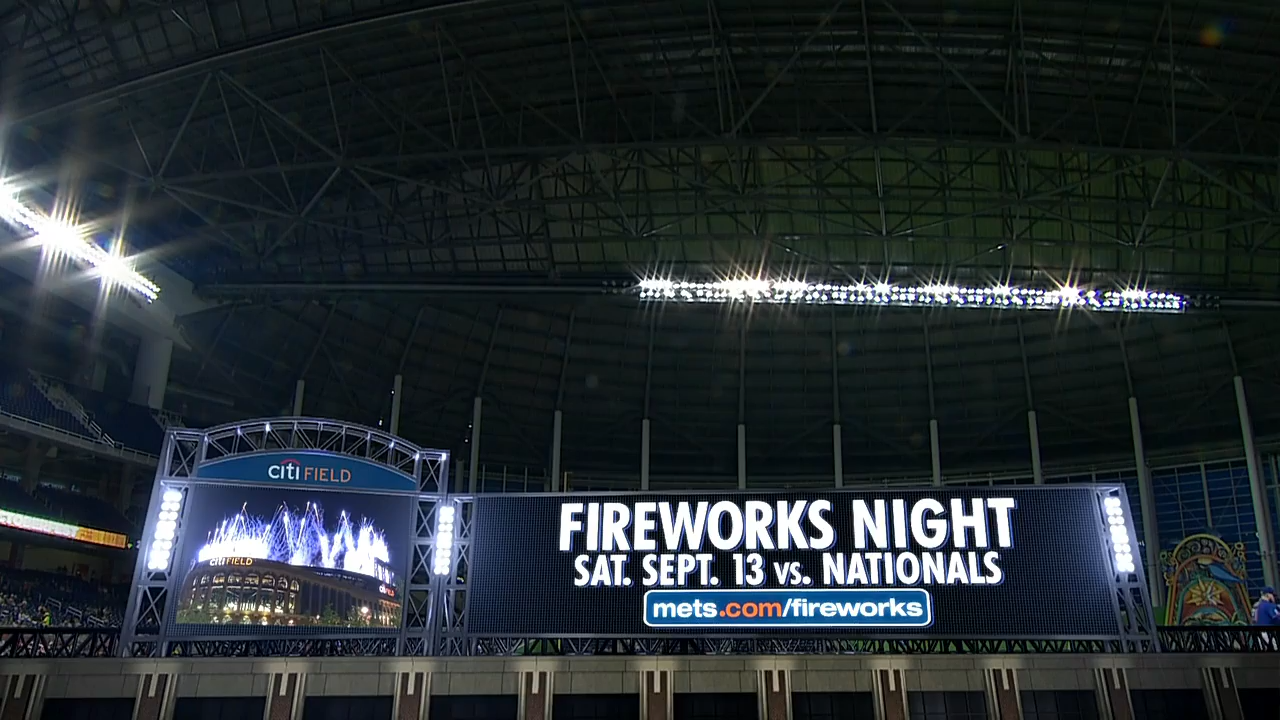 citi FIELD
CITI FIELD
FIREWORKS NIGHT
SAT. SEPT. 13 vs. NATIONALS
mets.com/fireworks